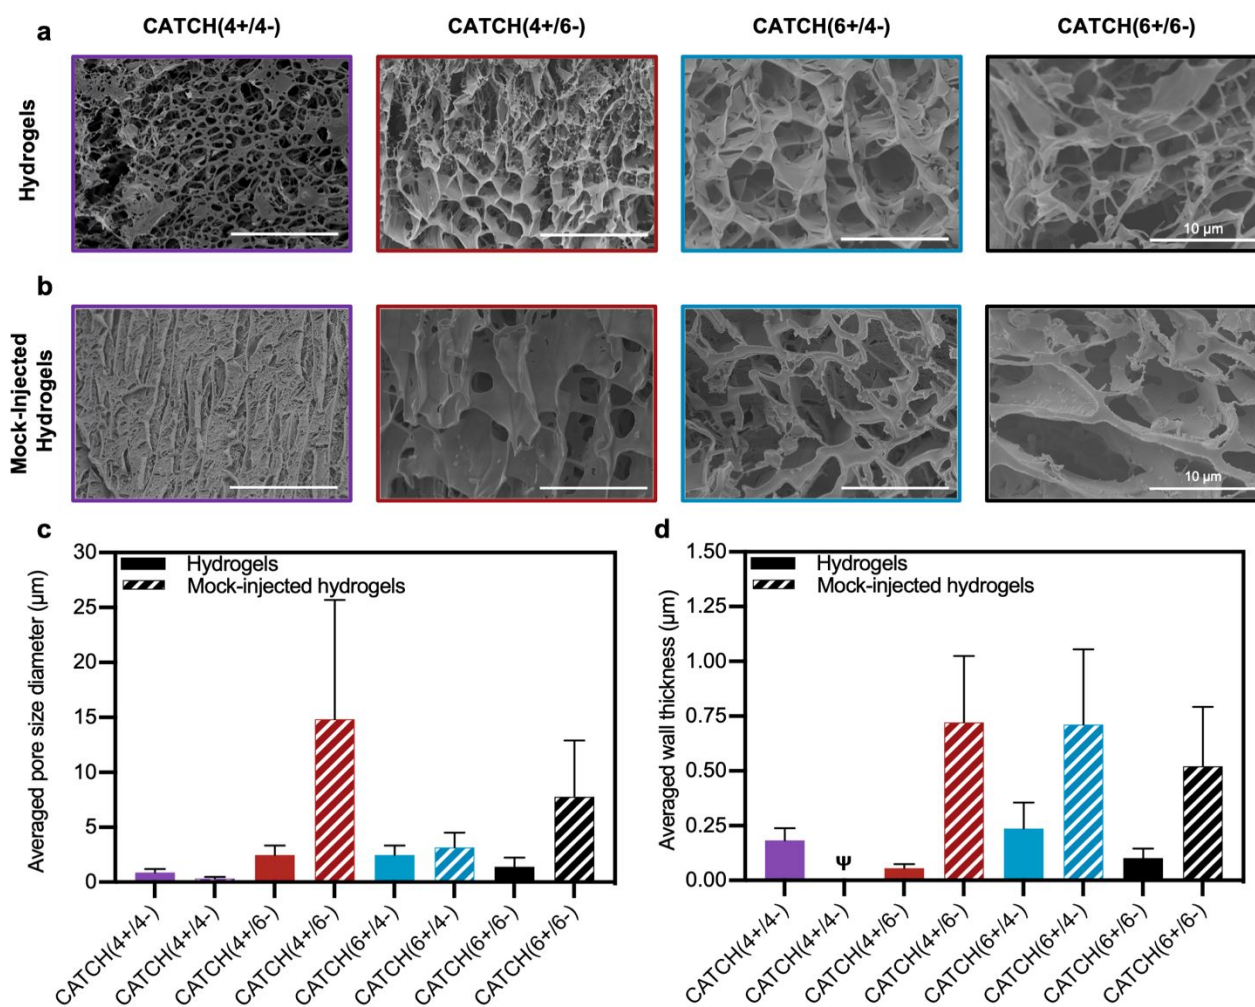 a
CATCH(4+/4-)
CATCH(4+/6-)
CATCH(6+/4-)
CATCH(6+/6-)
Hydrogels
10 µm
b
Mock-Injected
Hydrogels
10 µm
c
Averaged pore size diameter (µm)
30
25
20
15
10
5
0
Hydrogels
Mock-injected hydrogels
CATCH(4+/4-)
CATCH(4+/4-)
CATCH(4+/6-)
CATCH(4+/6-)
CATCH(6+/4-)
CATCH(6+/4-)
CATCH(6+/6-)
CATCH(6+/6-)
d
Averaged wall thickness (µm)
1.50
1.25
1.00
0.75
0.50
0.25
0.00
Hydrogels
Mock-injected hydrogels
Ψ
CATCH(4+/4-)
CATCH(4+/4-)
CATCH(4+/6-)
CATCH(4+/6-)
CATCH(6+/4-)
CATCH(6+/4-)
CATCH(6+/6-)
CATCH(6+/6-)